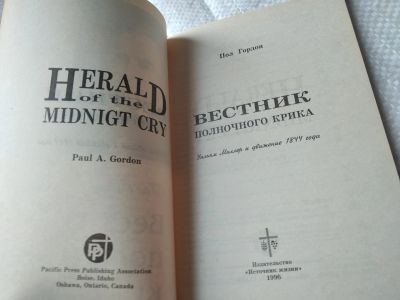 HERALD
of the
MIDNIGT CRY
Paul A. Gordon
Pacific Press Publishing Association
Boise, Idaho
Oshawa, Ontario, Canada
Пол Гордон
ВЕСТНИК
ПОЛНОЧНОГО КРИКА
Уильям Миллер и движение 1844 года
Издательство
«Источник жизни»
1996